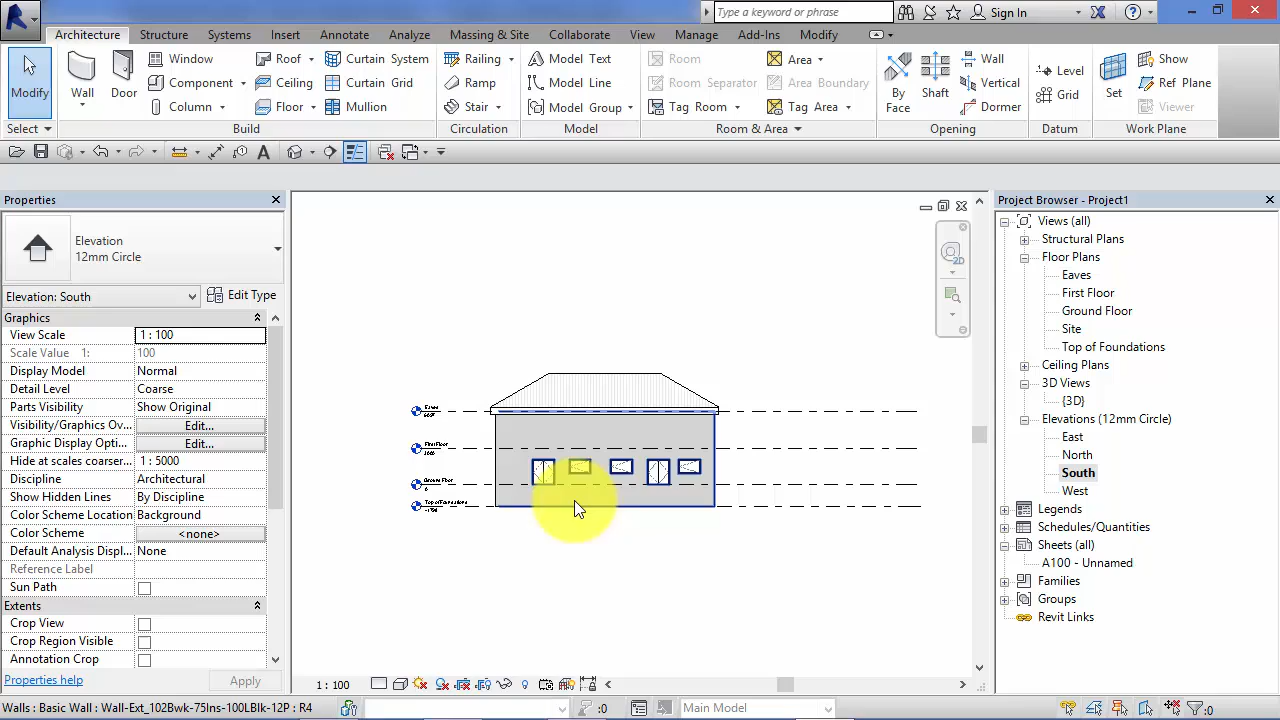 Type a keyword or phrase
Sign In
Architecture Structure Systems Insert Annotate Analyze Massing & Site Collaborate View Manage Add-Ins Modify
Modify
Select
Wall
Door
Window
Component
Column
Roof
Ceiling
Floor
Curtain System
Curtain Grid
Mullion
Build
Railing
Ramp
Stair
Circulation
Model Text
Model Line
Model Group
Model
Room
Room Separator
Tag Room
Area
Area Boundary
Tag Area
Room & Area
By
Face
Shaft
Wall
Vertical
Dormer
Opening
Level
Grid
Datum
Set
Show
Ref Plane
Viewer
Work Plane
Properties
Elevation
12mm Circle
Elevation: South
Edit Type
Graphics
View Scale 1 : 100
Scale Value 1: 100
Display Model Normal
Detail Level Coarse
Parts Visibility Show Original
Visibility/Graphics Ov... Edit...
Graphic Display Optio... Edit...
Hide at scales coarser... 1 : 5000
Discipline Architectural
Show Hidden Lines By Discipline
Color Scheme Location Background
Color Scheme <none>
Default Analysis Displ... None
Reference Label
Sun Path
Extents
Crop View
Crop Region Visible
Annotation Crop
Properties help
Apply
2D
First Floor
Ground Floor
0
Top of Foundations
1 : 100
Project Browser - Project1
Views (all)
Structural Plans
Floor Plans
Eaves
First Floor
Ground Floor
Site
Top of Foundations
Ceiling Plans
3D Views
{3D}
Elevations (12mm Circle)
East
North
South
West
Legends
Schedules/Quantities
Sheets (all)
A100 - Unnamed
Families
Groups
Revit Links
Walls : Basic Wall : Wall-Ext_102Bwk-75Ins-100LBlk-12P : R4
:0
Main Model
:0